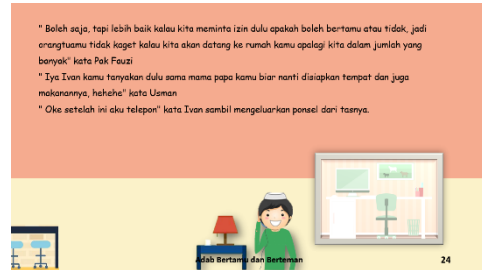 " Boleh saja, tapi lebih baik kalau kita meminta izin dulu apakah boleh bertamu atau tidak, jadi
orangtuamu tidak kaget kalau kita akan datang ke rumah kamu apalagi kita dalam jumlah yang
banyak" kata Pak Fauzi
" Iya Ivan kamu tanyakan dulu sama mama papa kamu biar nanti disiapkan tempat dan juga
makanannya, hehehe" kata Usman
" Oke setelah ini aku telepon" kata Ivan sambil mengeluarkan ponsel dari tasnya.
Adab Bertamu dan Berteman
24